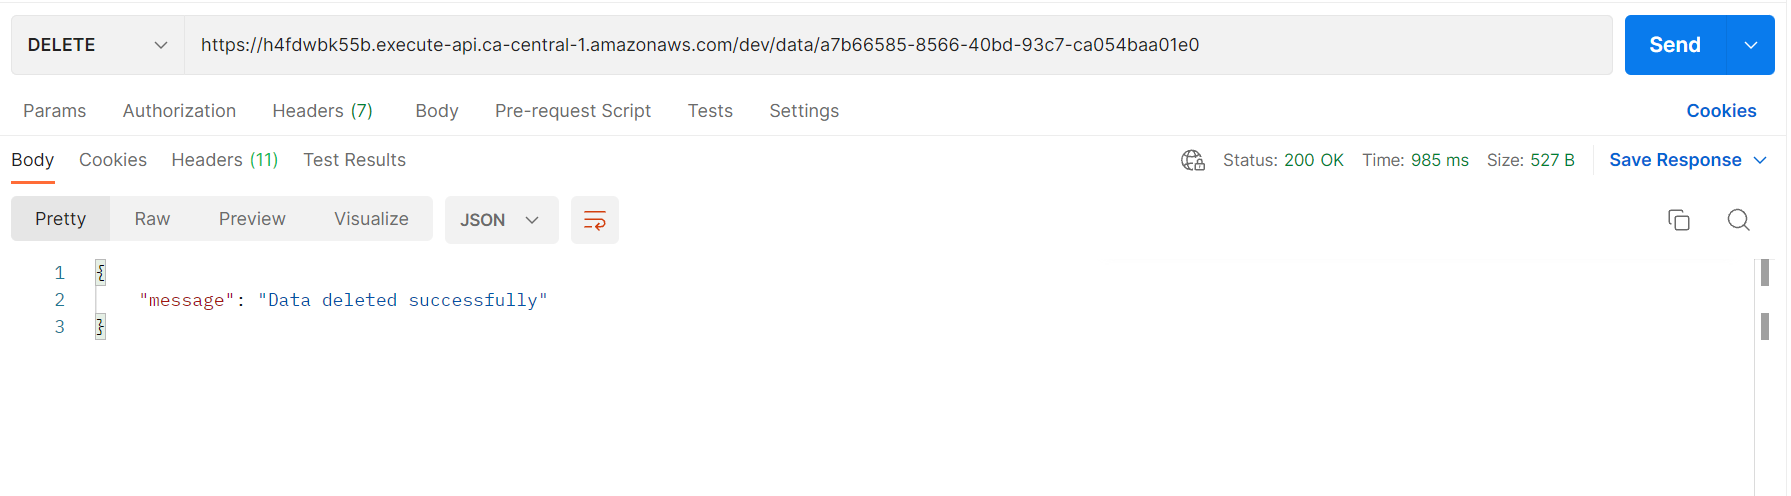 DELETE https://h4fdwbk55b.execute-api.ca-central-1.amazonaws.com/dev/data/a7b66585-8566-40bd-93c7-ca054baa01e0 Send
Params Authorization Headers (7) Body Pre-request Script Tests Settings Cookies
Body Cookies Headers (11) Test Results Status: 200 OK Time: 985 ms Size: 527 B Save Response
Pretty Raw Preview Visualize JSON
1 {
2 "message": "Data deleted successfully"
3 }